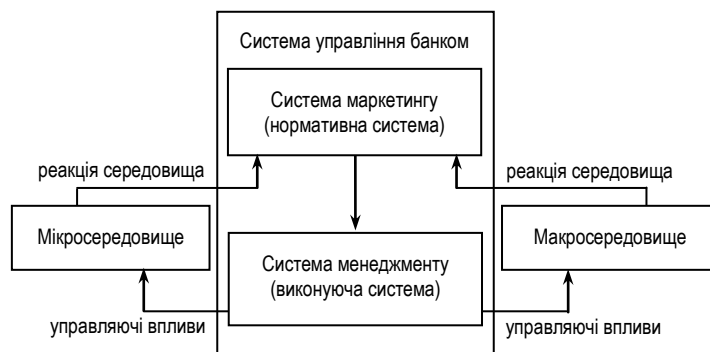 Система управління банком
Система маркетингу
(нормативна система)
реакція середовища
реакція середовища
Мікросередовище
Макросередовище
Система менеджменту
(виконуюча система)
управляючі впливи
управляючі впливи